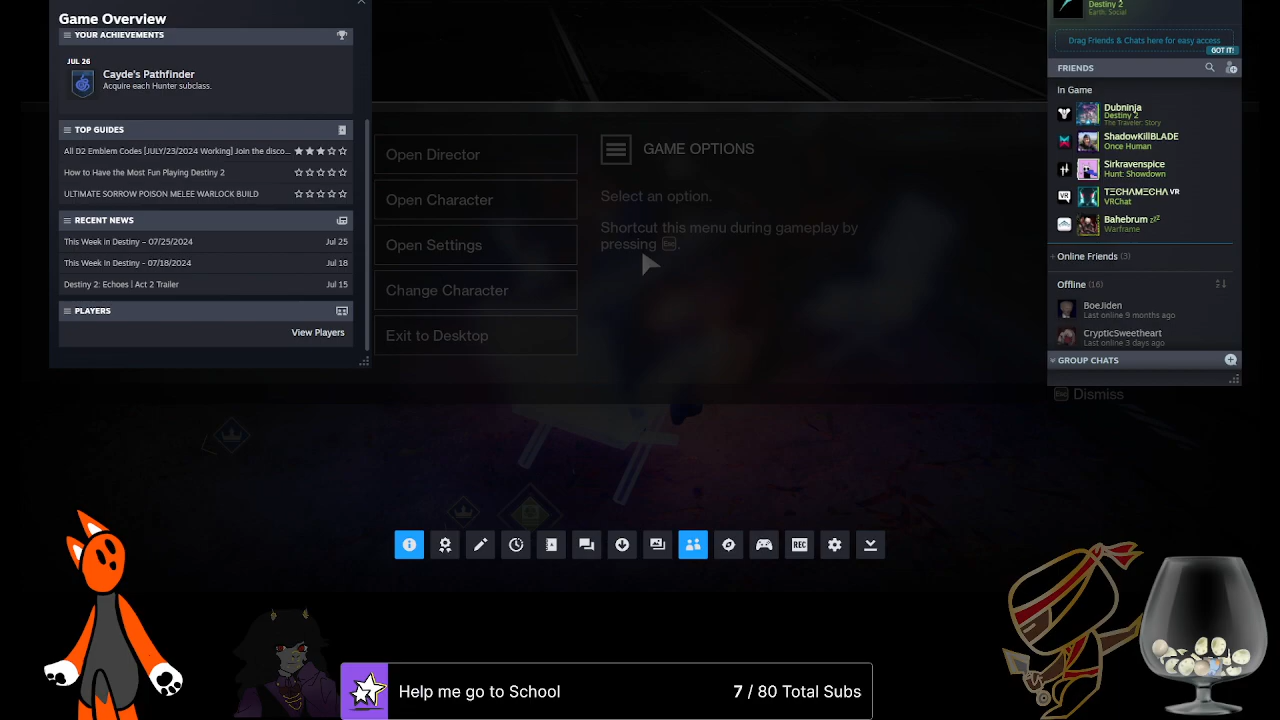 Game Overview
YOUR ACHIEVEMENTS
JUL 26
Cayde's Pathfinder
Acquire each Hunter subclass.
TOP GUIDES
All D2 Emblem Codes [JULY/23/2024 Working] Join the disco...
How to Have the Most Fun Playing Destiny 2
ULTIMATE SORROW POISON MELEE WARLOCK BUILD
RECENT NEWS
This Week in Destiny – 07/25/2024 Jul 25
This Week in Destiny – 07/18/2024 Jul 18
Destiny 2: Echoes | Act 2 Trailer Jul 15
PLAYERS
View Players
Open Director
Open Character
Open Settings
Change Character
Exit to Desktop
GAME OPTIONS
Select an option.
Shortcut this menu during gameplay by
pressing Esc.
Destiny 2
Earth: Social
Drag Friends & Chats here for easy access
GOT IT!
FRIENDS
In Game
Dubninja
Destiny 2
The Traveler: Story
ShadowKillBLADE
Once Human
Sirkravenspice
Hunt: Showdown
TΞCHAMECHA VR
VRChat
Bahebrum zzz
Warframe
Online Friends (3)
Offline (16)
BoeJiden
Last online 9 months ago
CrypticSweetheart
Last online 3 days ago
GROUP CHATS
Esc Dismiss
REC
Help me go to School 7 / 80 Total Subs